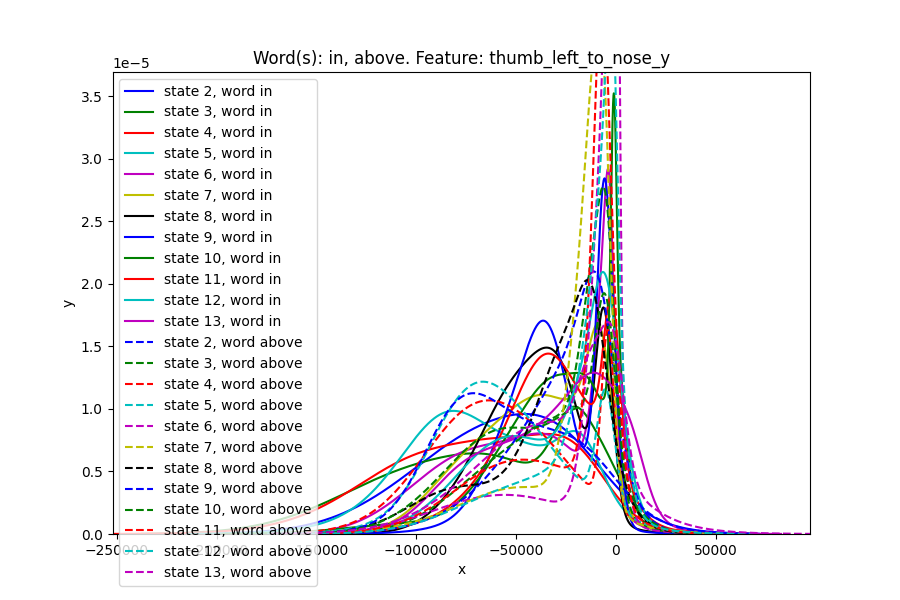 Word(s): in, above. Feature: thumb_left_to_nose_y
1e−5
3.5
3.0
2.5
2.0
1.5
1.0
0.5
0.0
y
state 2, word in
state 3, word in
state 4, word in
state 5, word in
state 6, word in
state 7, word in
state 8, word in
state 9, word in
state 10, word in
state 11, word in
state 12, word in
state 13, word in
state 2, word above
state 3, word above
state 4, word above
state 5, word above
state 6, word above
state 7, word above
state 8, word above
state 9, word above
state 10, word above
state 11, word above
state 12, word above
state 13, word above
−250000 −200000 −150000 −100000 −50000 0 50000
x